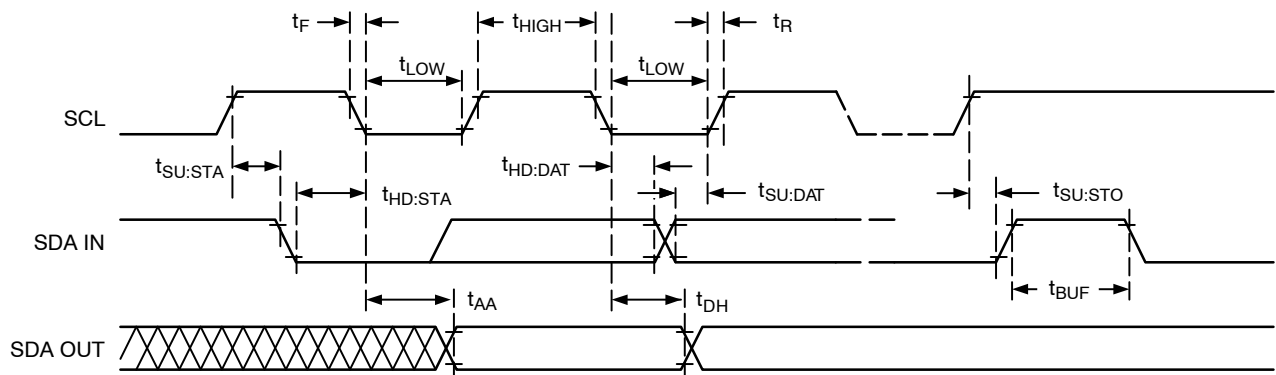 tF
tHIGH
tR
tLOW
tLOW
SCL
tSU:STA
tHD:STA
tHD:DAT
tSU:DAT
tSU:STO
SDA IN
tAA
tDH
tBUF
SDA OUT